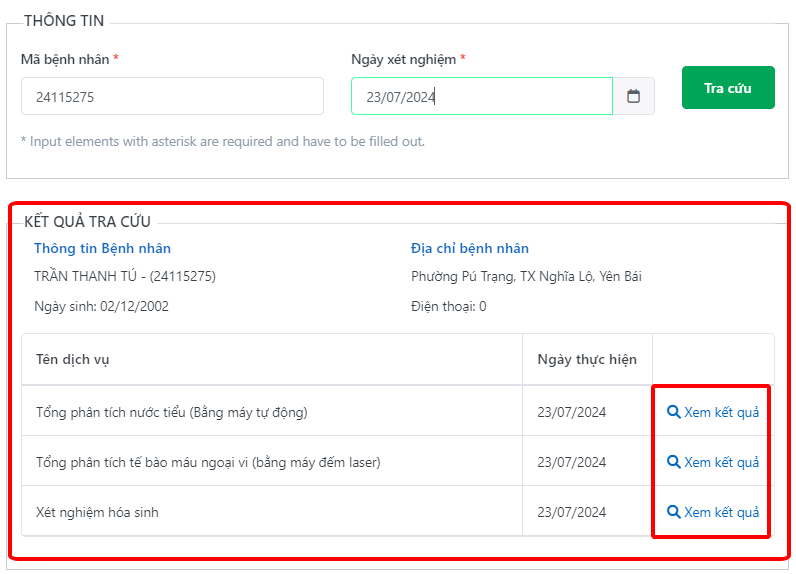 THÔNG TIN
Mã bệnh nhân * Ngày xét nghiệm *
24115275 23/07/2024 Tra cứu
* Input elements with asterisk are required and have to be filled out.
KẾT QUẢ TRA CỨU
Thông tin Bệnh nhân Địa chỉ bệnh nhân
TRẦN THANH TÚ - (24115275) Phường Pú Trạng, TX Nghĩa Lộ, Yên Bái
Ngày sinh: 02/12/2002 Điện thoại: 0
Tên dịch vụ Ngày thực hiện
Tổng phân tích nước tiểu (Bằng máy tự động) 23/07/2024 Xem kết quả
Tổng phân tích tế bào máu ngoại vi (bằng máy đếm laser) 23/07/2024 Xem kết quả
Xét nghiệm hóa sinh 23/07/2024 Xem kết quả